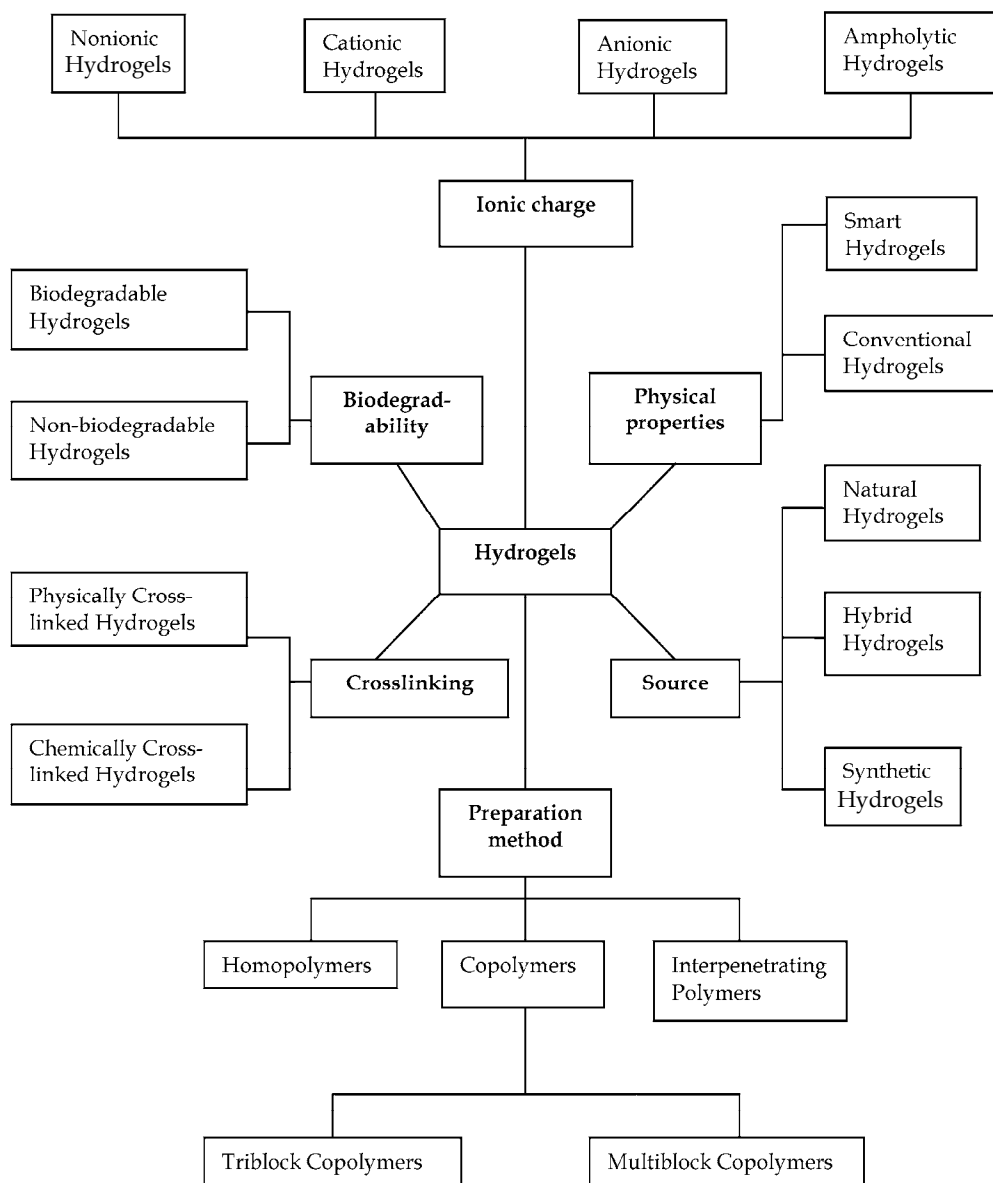 Nonionic
Hydrogels
Cationic
Hydrogels
Anionic
Hydrogels
Ampholytic
Hydrogels
Ionic charge
Smart
Hydrogels
Biodegradable
Hydrogels
Conventional
Hydrogels
Biodegrad-
ability
Physical
properties
Non-biodegradable
Hydrogels
Natural
Hydrogels
Hydrogels
Physically Cross-
linked Hydrogels
Hybrid
Hydrogels
Crosslinking
Source
Chemically Cross-
linked Hydrogels
Synthetic
Hydrogels
Preparation
method
Homopolymers
Copolymers
Interpenetrating
Polymers
Triblock Copolymers
Multiblock Copolymers